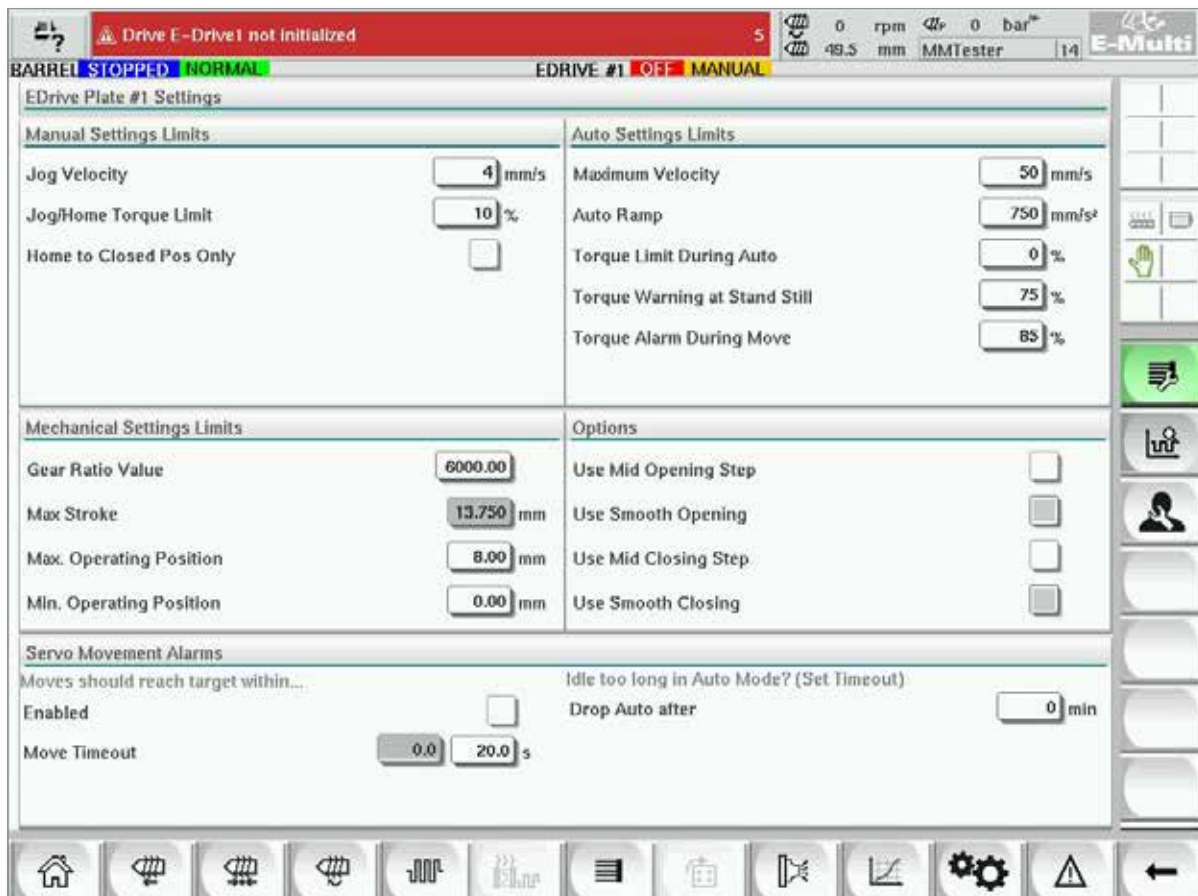 Drive E-Drive1 not initialized 5
0 rpm 0 bar
49.5 mm MMTester 14
E-Multi
BARREL STOPPED NORMAL EDRIVE #1 OFF MANUAL
EDrive Plate #1 Settings
Manual Settings Limits
Jog Velocity 4 mm/s
Jog/Home Torque Limit 10 %
Home to Closed Pos Only
Auto Settings Limits
Maximum Velocity 50 mm/s
Auto Ramp 750 mm/s²
Torque Limit During Auto 0 %
Torque Warning at Stand Still 75 %
Torque Alarm During Move 85 %
Mechanical Settings Limits
Gear Ratio Value 6000.00
Max Stroke 13.750 mm
Max. Operating Position 8.00 mm
Min. Operating Position 0.00 mm
Options
Use Mid Opening Step
Use Smooth Opening
Use Mid Closing Step
Use Smooth Closing
Servo Movement Alarms
Moves should reach target within...
Enabled
Move Timeout 0.0 20.0 s
Idle too long in Auto Mode? (Set Timeout)
Drop Auto after 0 min